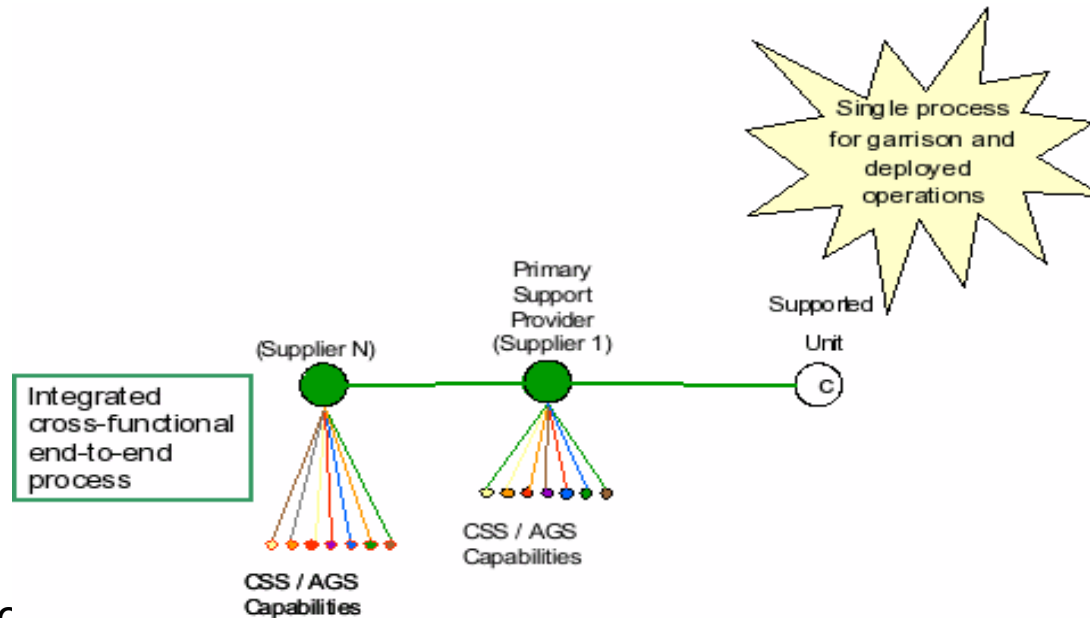 Single process
for garrison and
deployed
operations
Primary
Support
Provider
(Supplier 1)
Supported
Unit
(Supplier N)
C
Integrated
cross-functional
end-to-end
process
CSS / AGS
Capabilities
CSS / AGS
Capabilities